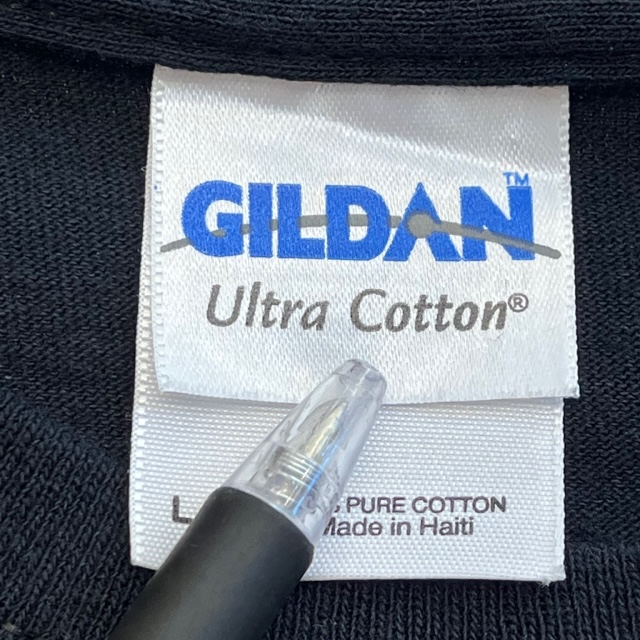 GILDAN™
Ultra Cotton®
L % PURE COTTON
Made in Haiti